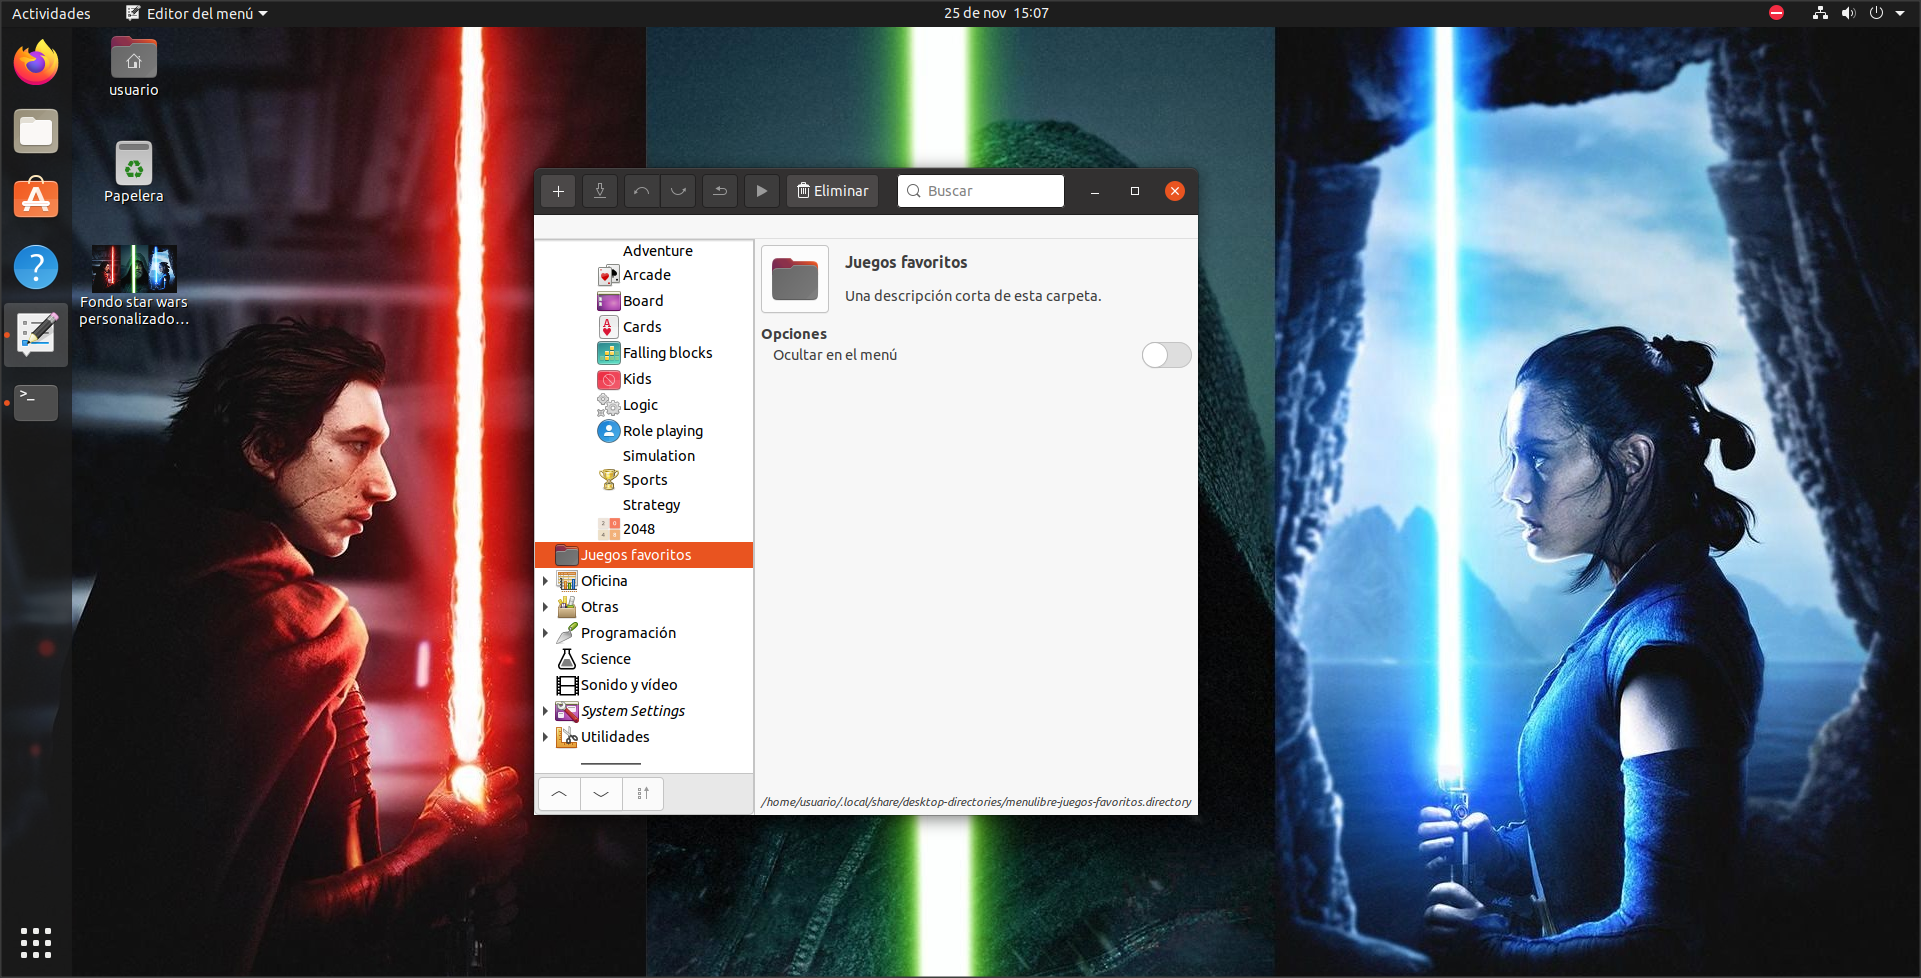 Actividades
Editor del menú
25 de nov 15:07
usuario
Papelera
Fondo star wars
personalizado…
Eliminar
Buscar
Adventure
Arcade
Board
Cards
Falling blocks
Kids
Logic
Role playing
Simulation
Sports
Strategy
2048
Juegos favoritos
Oficina
Otras
Programación
Science
Sonido y vídeo
System Settings
Utilidades
Juegos favoritos
Una descripción corta de esta carpeta.
Opciones
Ocultar en el menú
/home/usuario/.local/share/desktop-directories/menulibre-juegos-favoritos.directory